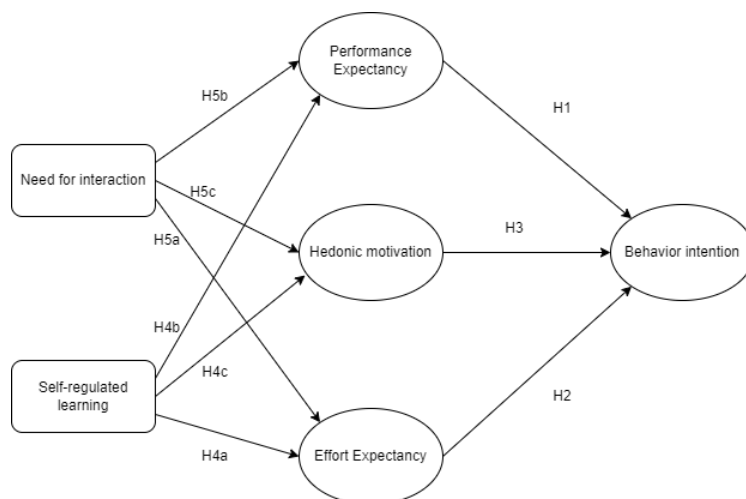 Performance
Expectancy
H5b
H1
Need for interaction
H5c
H5a
Hedonic motivation
H3
Behavior intention
H4b
Self-regulated
learning
H4c
H2
H4a
Effort Expectancy